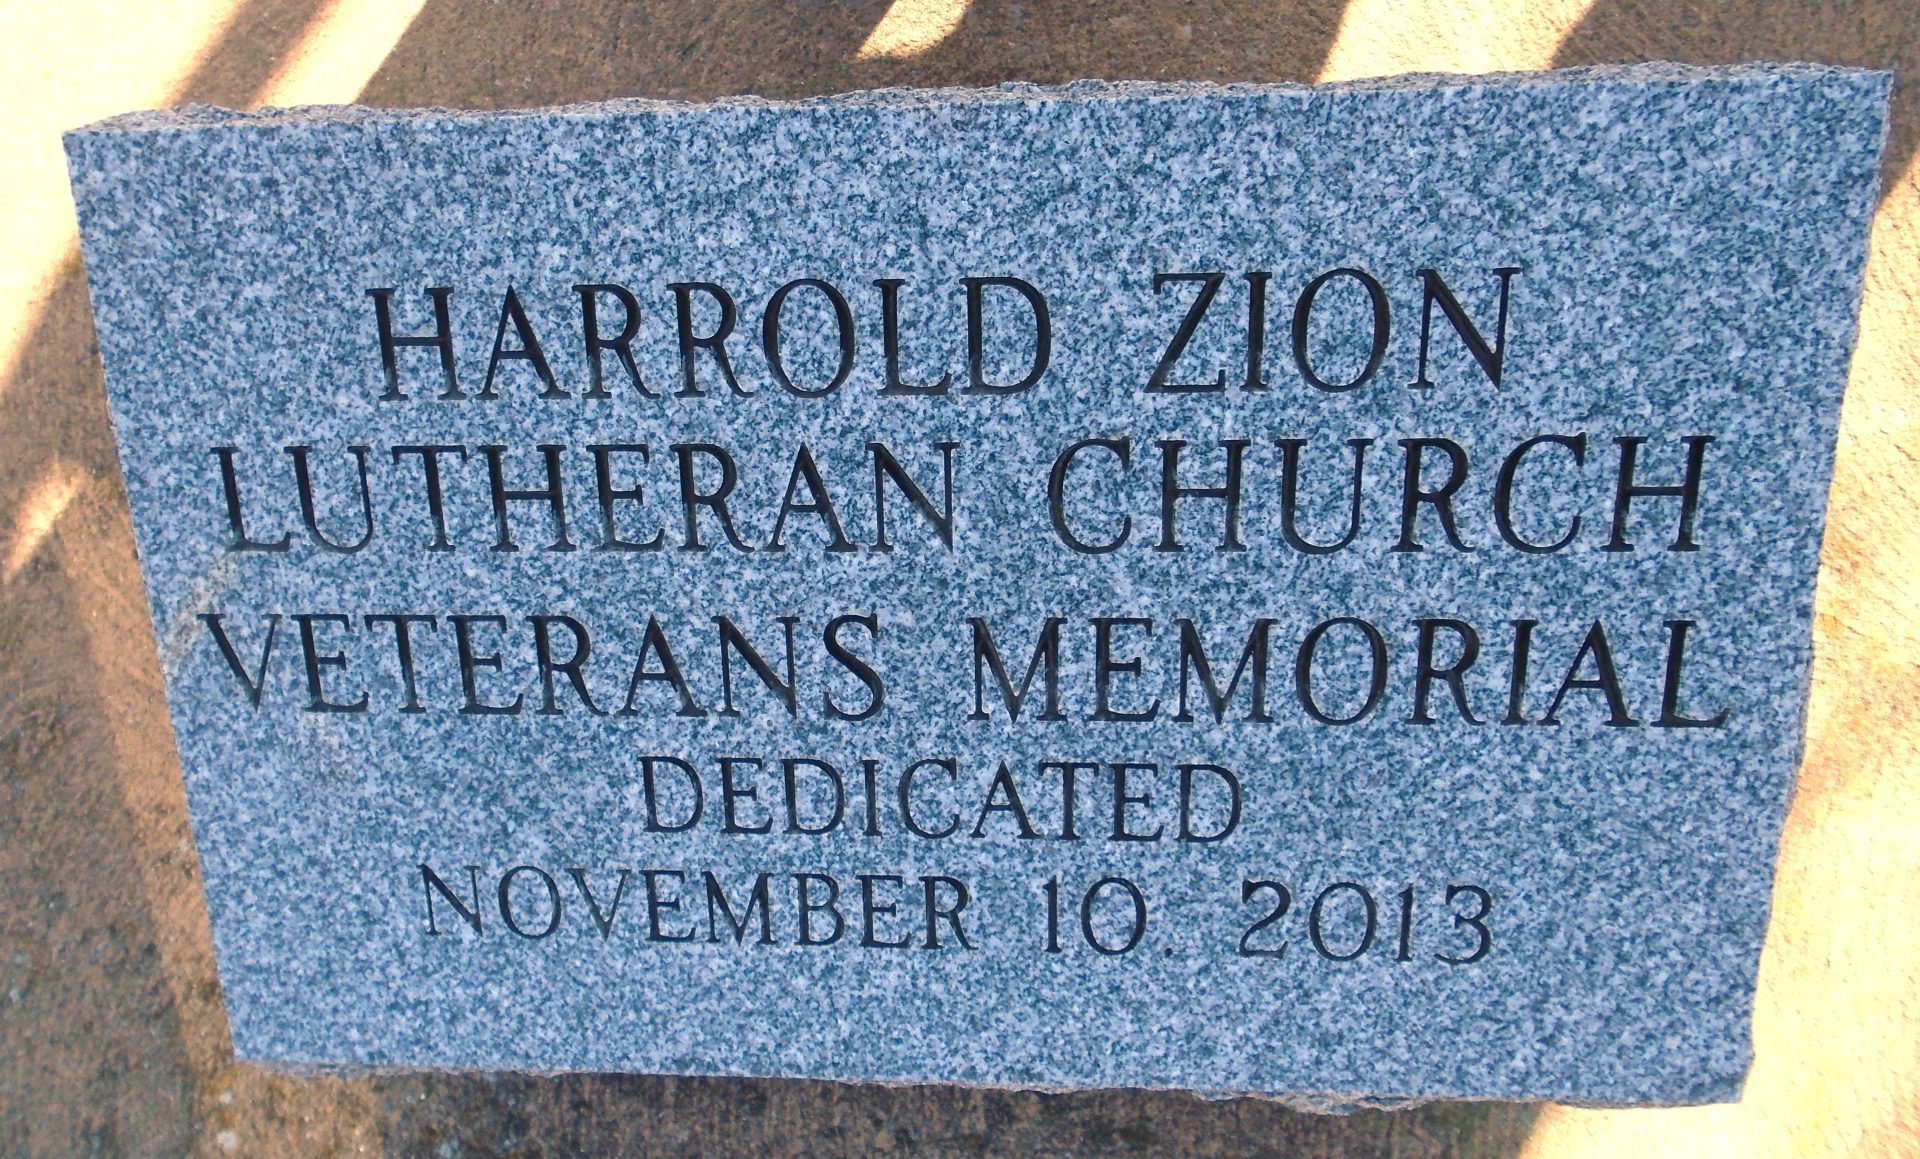 HARROLD ZION
LUTHERAN CHURCH
VETERANS MEMORIAL
DEDICATED
NOVEMBER 10. 2013